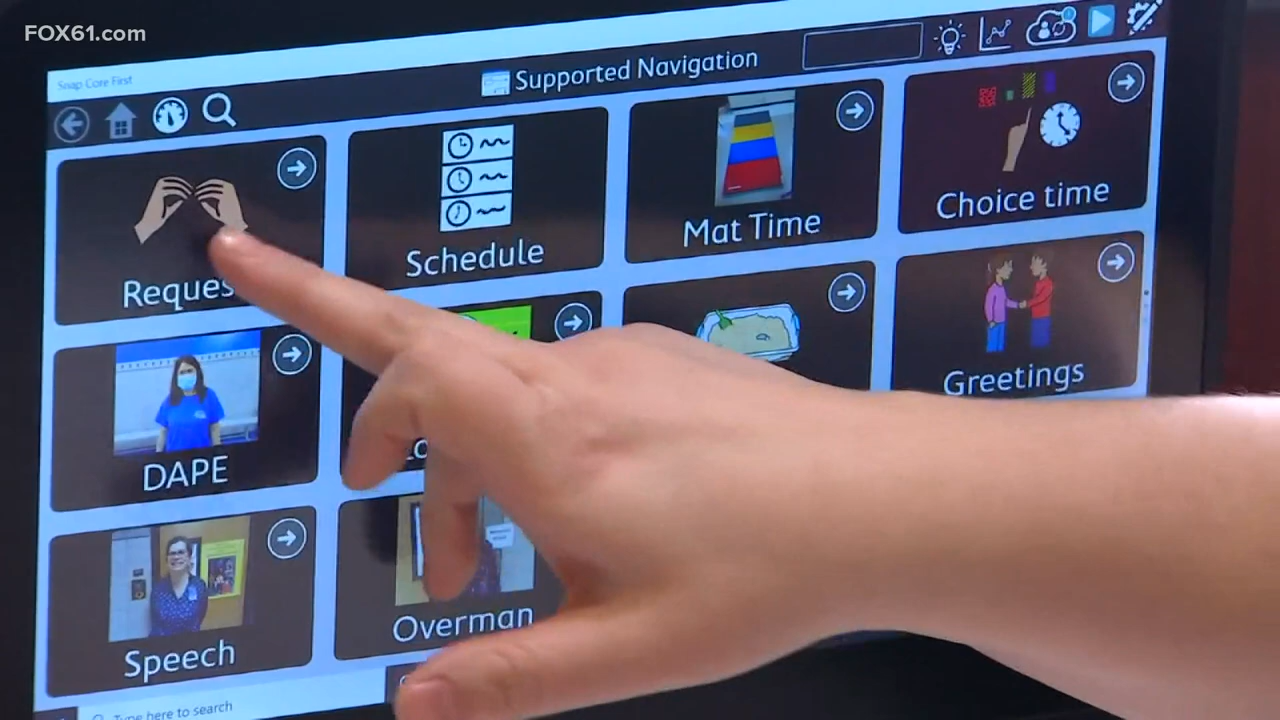 FOX61.com
Snap Core First
Supported Navigation
Reques
Schedule
Mat Time
Choice time
Greetings
DAPE
Speech
Overman
Type here to search